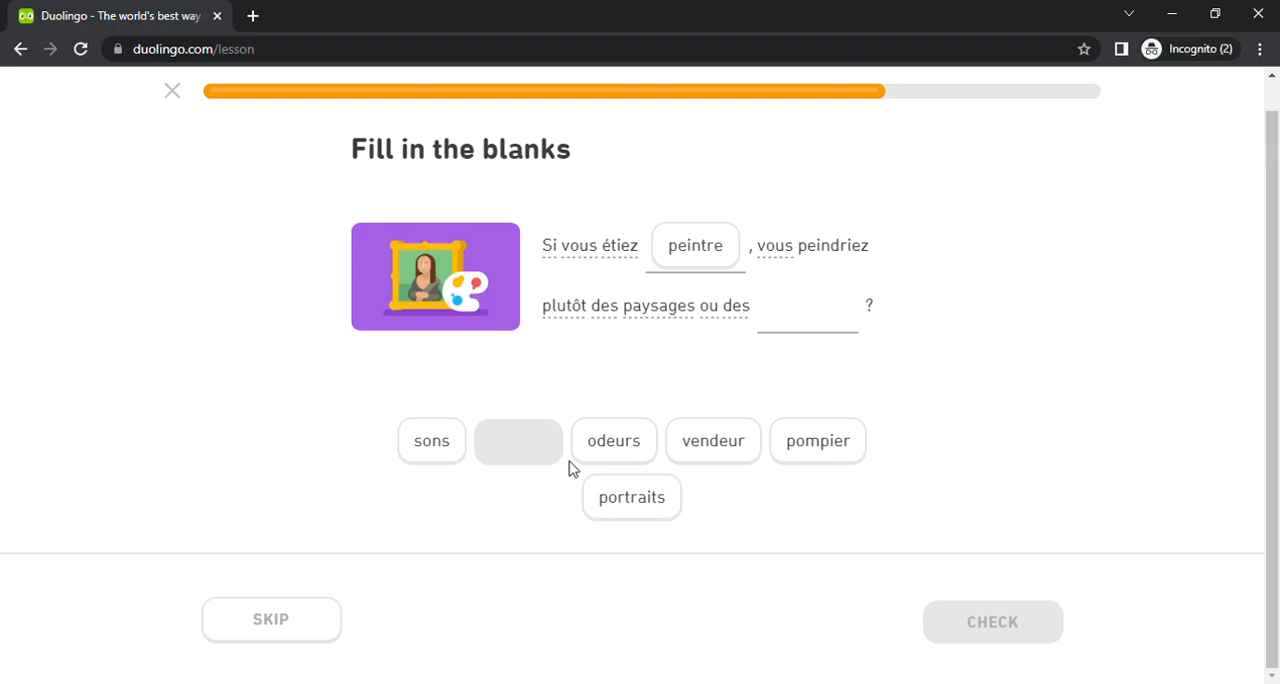 Duolingo - The world's best way
duolingo.com/lesson
Incognito (2)
Fill in the blanks
Si vous étiez peintre , vous peindriez
plutôt des paysages ou des ?
sons odeurs vendeur pompier
portraits
SKIP CHECK